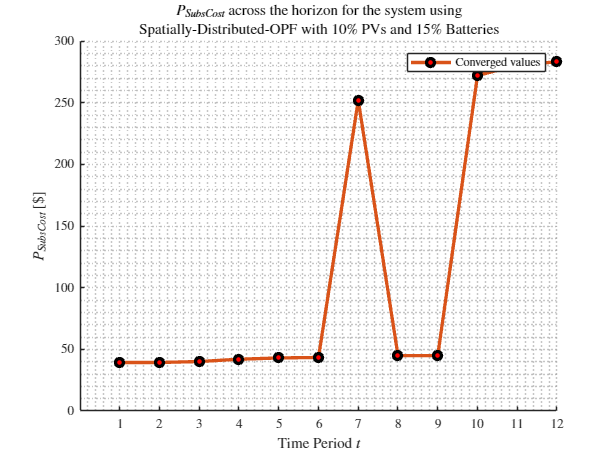 P_SubsCost across the horizon for the system using
Spatially-Distributed-OPF with 10% PVs and 15% Batteries
300
Converged values
250
200
150
100
50
0
P_SubsCost [$]
1 2 3 4 5 6 7 8 9 10 11 12
Time Period t